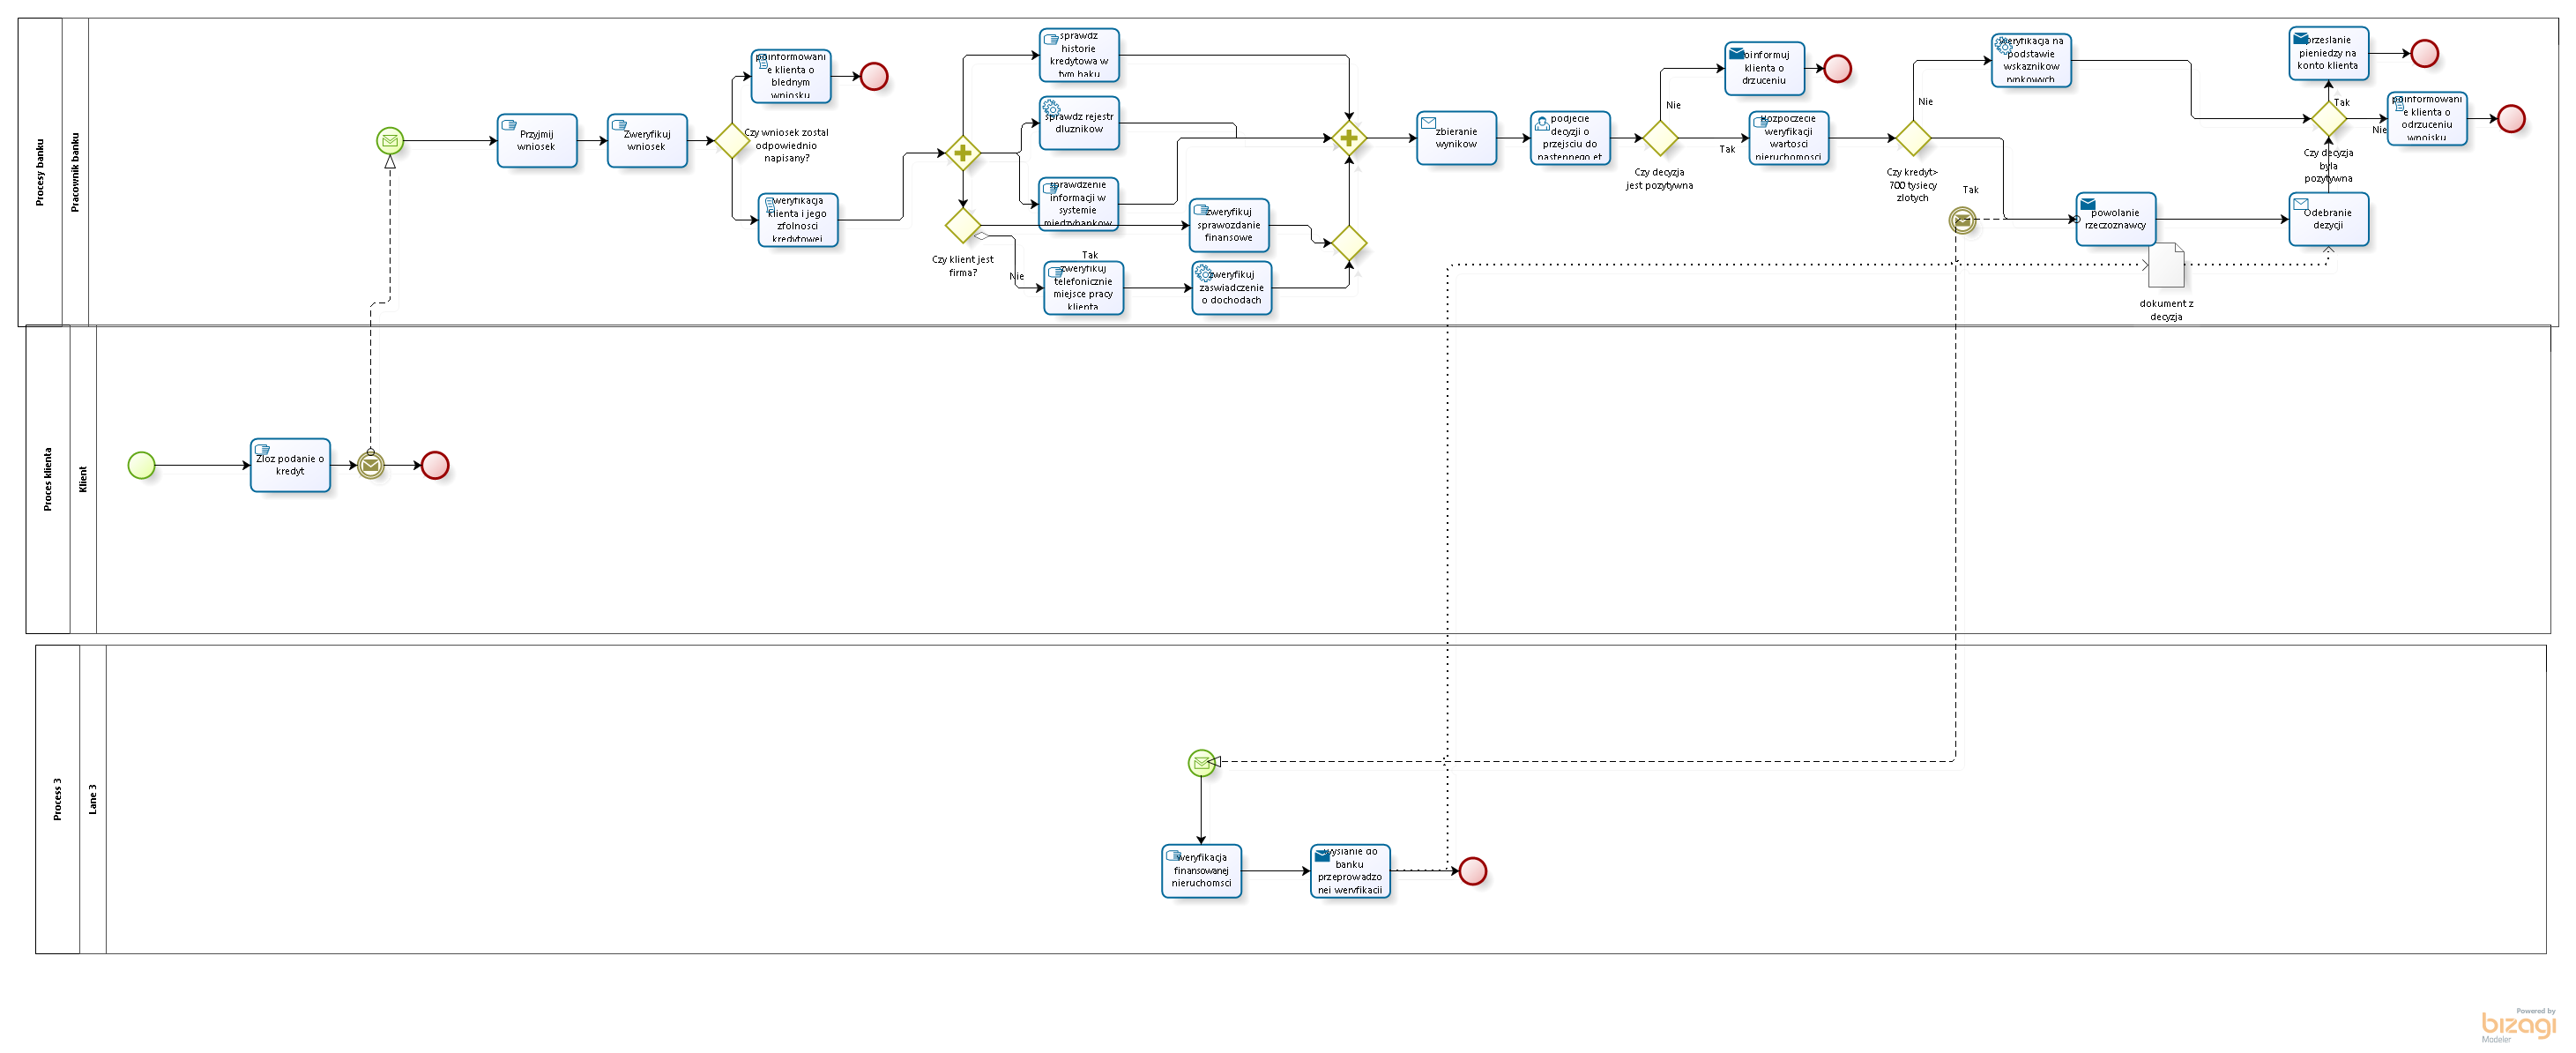 Procesy banku
Pracownik banku
Przyjmij
wniosek
Zweryfikuj
wniosek
poinformowani
e klienta o
blednym
wniosku
Czy wniosek zostal
odpowiednio
napisany?
weryfikacja
klienta i jego
zfolnosci
kredytowej
sprawdz
historie
kredytowa w
tym baku
sprawdz rejestr
dluznikow
sprawdzenie
informacji w
systemie
miedzybankow
Czy klient jest
firma?
Nie
Tak
zweryfikuj
sprawozdanie
finansowe
zweryfikuj
telefonicznie
miejsce pracy
klienta
zweryfikuj
zaswiadczenie
o dochodach
zbieranie
wynikow
podjecie
decyzji o
przejsciu do
nastepnego et
Czy decyzja
jest pozytywna
Nie
Tak
poinformuj
klienta o
drzuceniu
Rozpoczecie
weryfikacji
wartosci
nieruchomosci
Czy kredyt>
700 tysiecy
zlotych
Nie
Tak
weryfikacja na
podstawie
wskaznikow
rynkowych
powolanie
rzeczoznawcy
dokument z
decyzja
Odebranie
dezycji
Czy decyzja
byla
pozytywna
Tak
Nie
przeslanie
pieniedzy na
konto klienta
poinformowani
e klienta o
odrzuceniu
wnoisku
Proces klienta
Klient
Zloz podanie o
kredyt
Process 3
Lane 3
weryfikacja
finansowanej
nieruchomsci
wyslanie do
banku
przeprowadzo
nej weryfikacji
Powered by
bizagi
Modeler